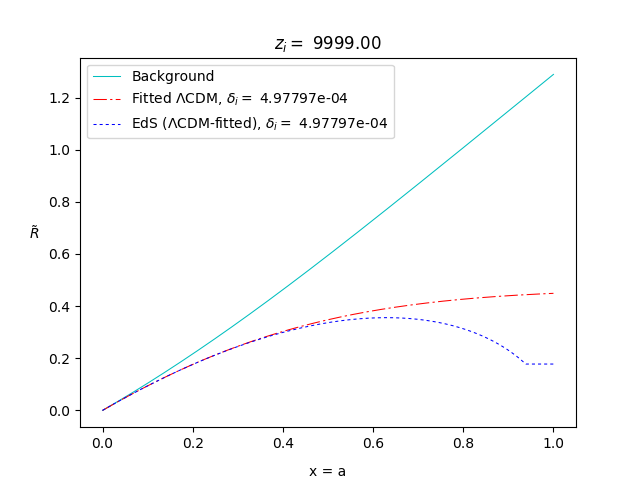 z_i = 9999.00
Background
Fitted ΛCDM, δ_i = 4.97797e-04
EdS (ΛCDM-fitted), δ_i = 4.97797e-04
1.2
1.0
0.8
0.6
R̃
0.4
0.2
0.0
0.0 0.2 0.4 0.6 0.8 1.0
x = a